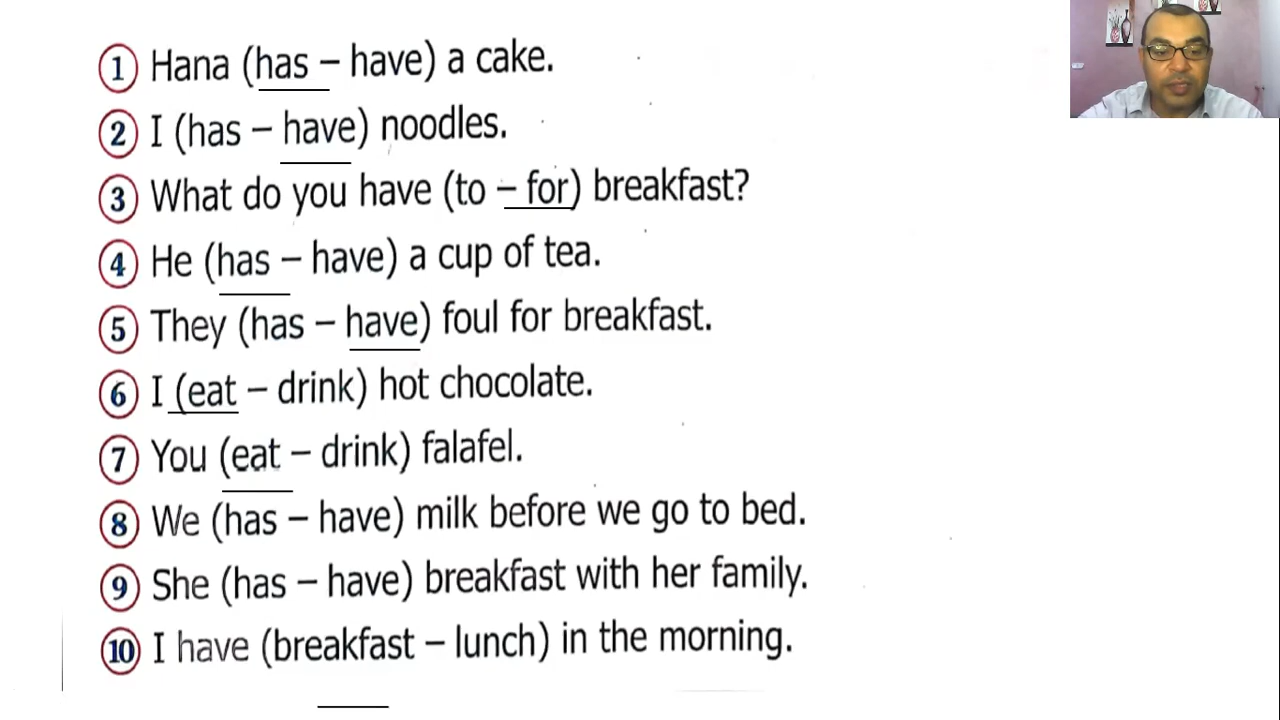 1 Hana (has – have) a cake.
2 I (has – have) noodles.
3 What do you have (to – for) breakfast?
4 He (has – have) a cup of tea.
5 They (has – have) foul for breakfast.
6 I (eat – drink) hot chocolate.
7 You (eat – drink) falafel.
8 We (has – have) milk before we go to bed.
9 She (has – have) breakfast with her family.
10 I have (breakfast – lunch) in the morning.